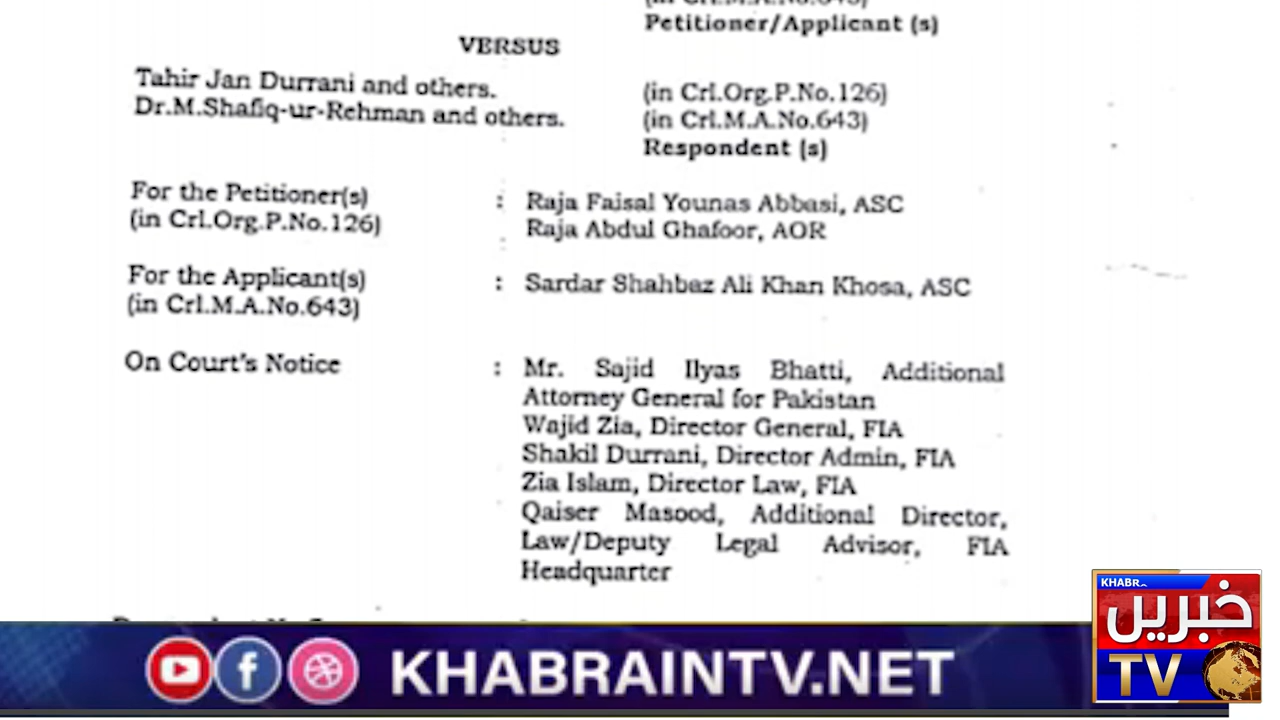 (in Crl.M.A.No.643)
Petitioner/Applicant (s)
VERSUS
Tahir Jan Durrani and others. (in Crl.Org.P.No.126)
Dr.M.Shafiq-ur-Rehman and others. (in Crl.M.A.No.643)
Respondent (s)
For the Petitioner(s) : Raja Faisal Younas Abbasi, ASC
(in Crl.Org.P.No.126) : Raja Abdul Ghafoor, AOR
For the Applicant(s) : Sardar Shahbaz Ali Khan Khosa, ASC
(in Crl.M.A.No.643)
On Court's Notice : Mr. Sajid Ilyas Bhatti, Additional
Attorney General for Pakistan
Wajid Zia, Director General, FIA
Shakil Durrani, Director Admin, FIA
Zia Islam, Director Law, FIA
Qaiser Masood, Additional Director,
Law/Deputy Legal Advisor, FIA
Headquarter
KHABRAINTV.NET
KHABR
خبریں
TV